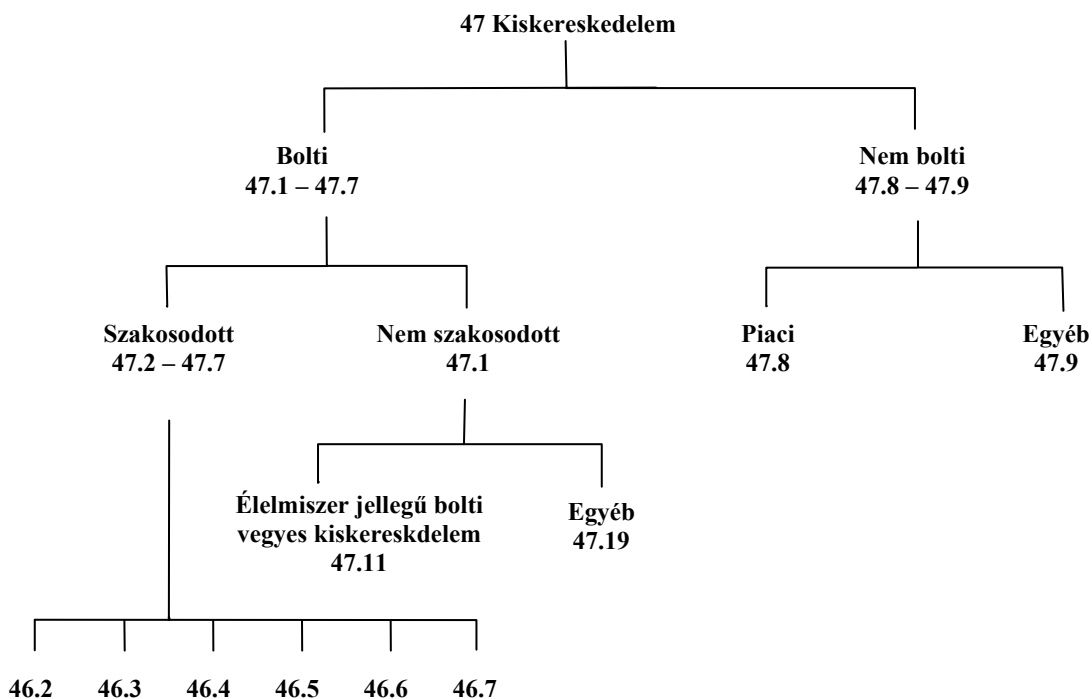 47 Kiskereskedelem
Bolti
47.1 – 47.7
Nem bolti
47.8 – 47.9
Szakosodott
47.2 – 47.7
Nem szakosodott
47.1
Piaci
47.8
Egyéb
47.9
Élelmiszer jellegű bolti
vegyes kiskereskdelem
47.11
Egyéb
47.19
46.2 46.3 46.4 46.5 46.6 46.7